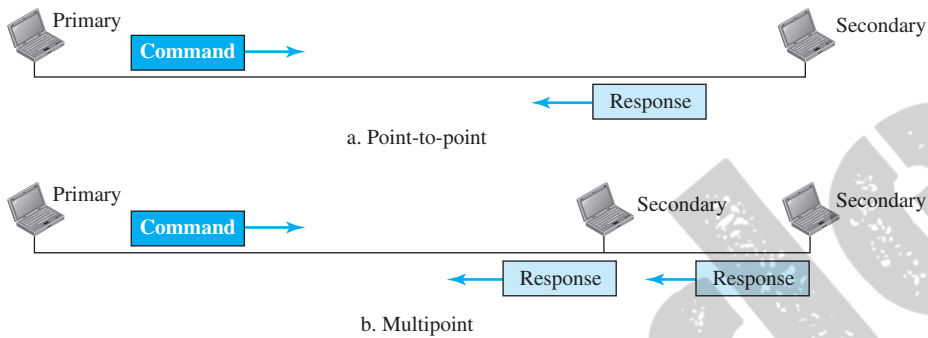 Primary
Secondary
Command
Response
a. Point-to-point
Primary
Secondary
Secondary
Command
Response
Response
b. Multipoint